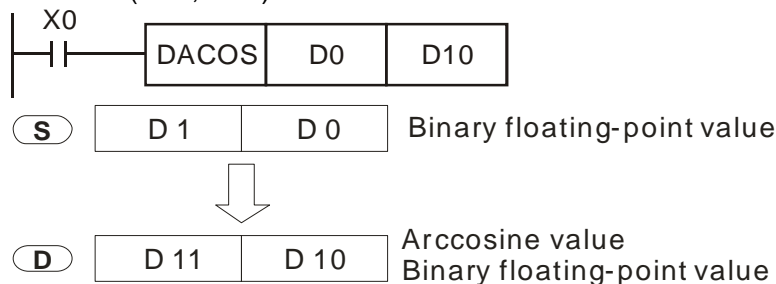 X0
DACOS D0 D10
S D 1 D 0 Binary floating-point value
D D 11 D 10 Arccosine value
Binary floating-point value